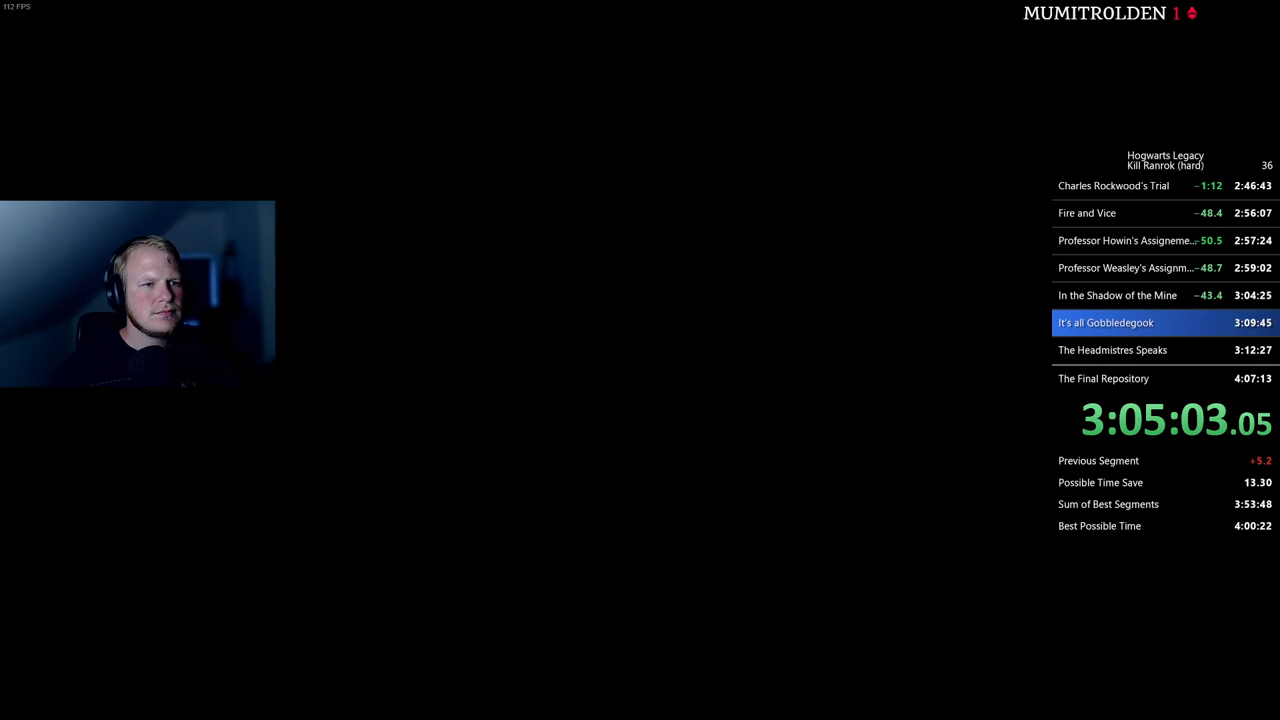 112 FPS
MUMITR0LDEN 1
Hogwarts Legacy
Kill Ranrok (hard) 36
Charles Rockwood's Trial −1:12 2:46:43
Fire and Vice −48.4 2:56:07
Professor Howin's Assigneme... −50.5 2:57:24
Professor Weasley's Assignm... −48.7 2:59:02
In the Shadow of the Mine −43.4 3:04:25
It's all Gobbledegook 3:09:45
The Headmistres Speaks 3:12:27
The Final Repository 4:07:13
3:05:03.05
Previous Segment +5.2
Possible Time Save 13.30
Sum of Best Segments 3:53:48
Best Possible Time 4:00:22